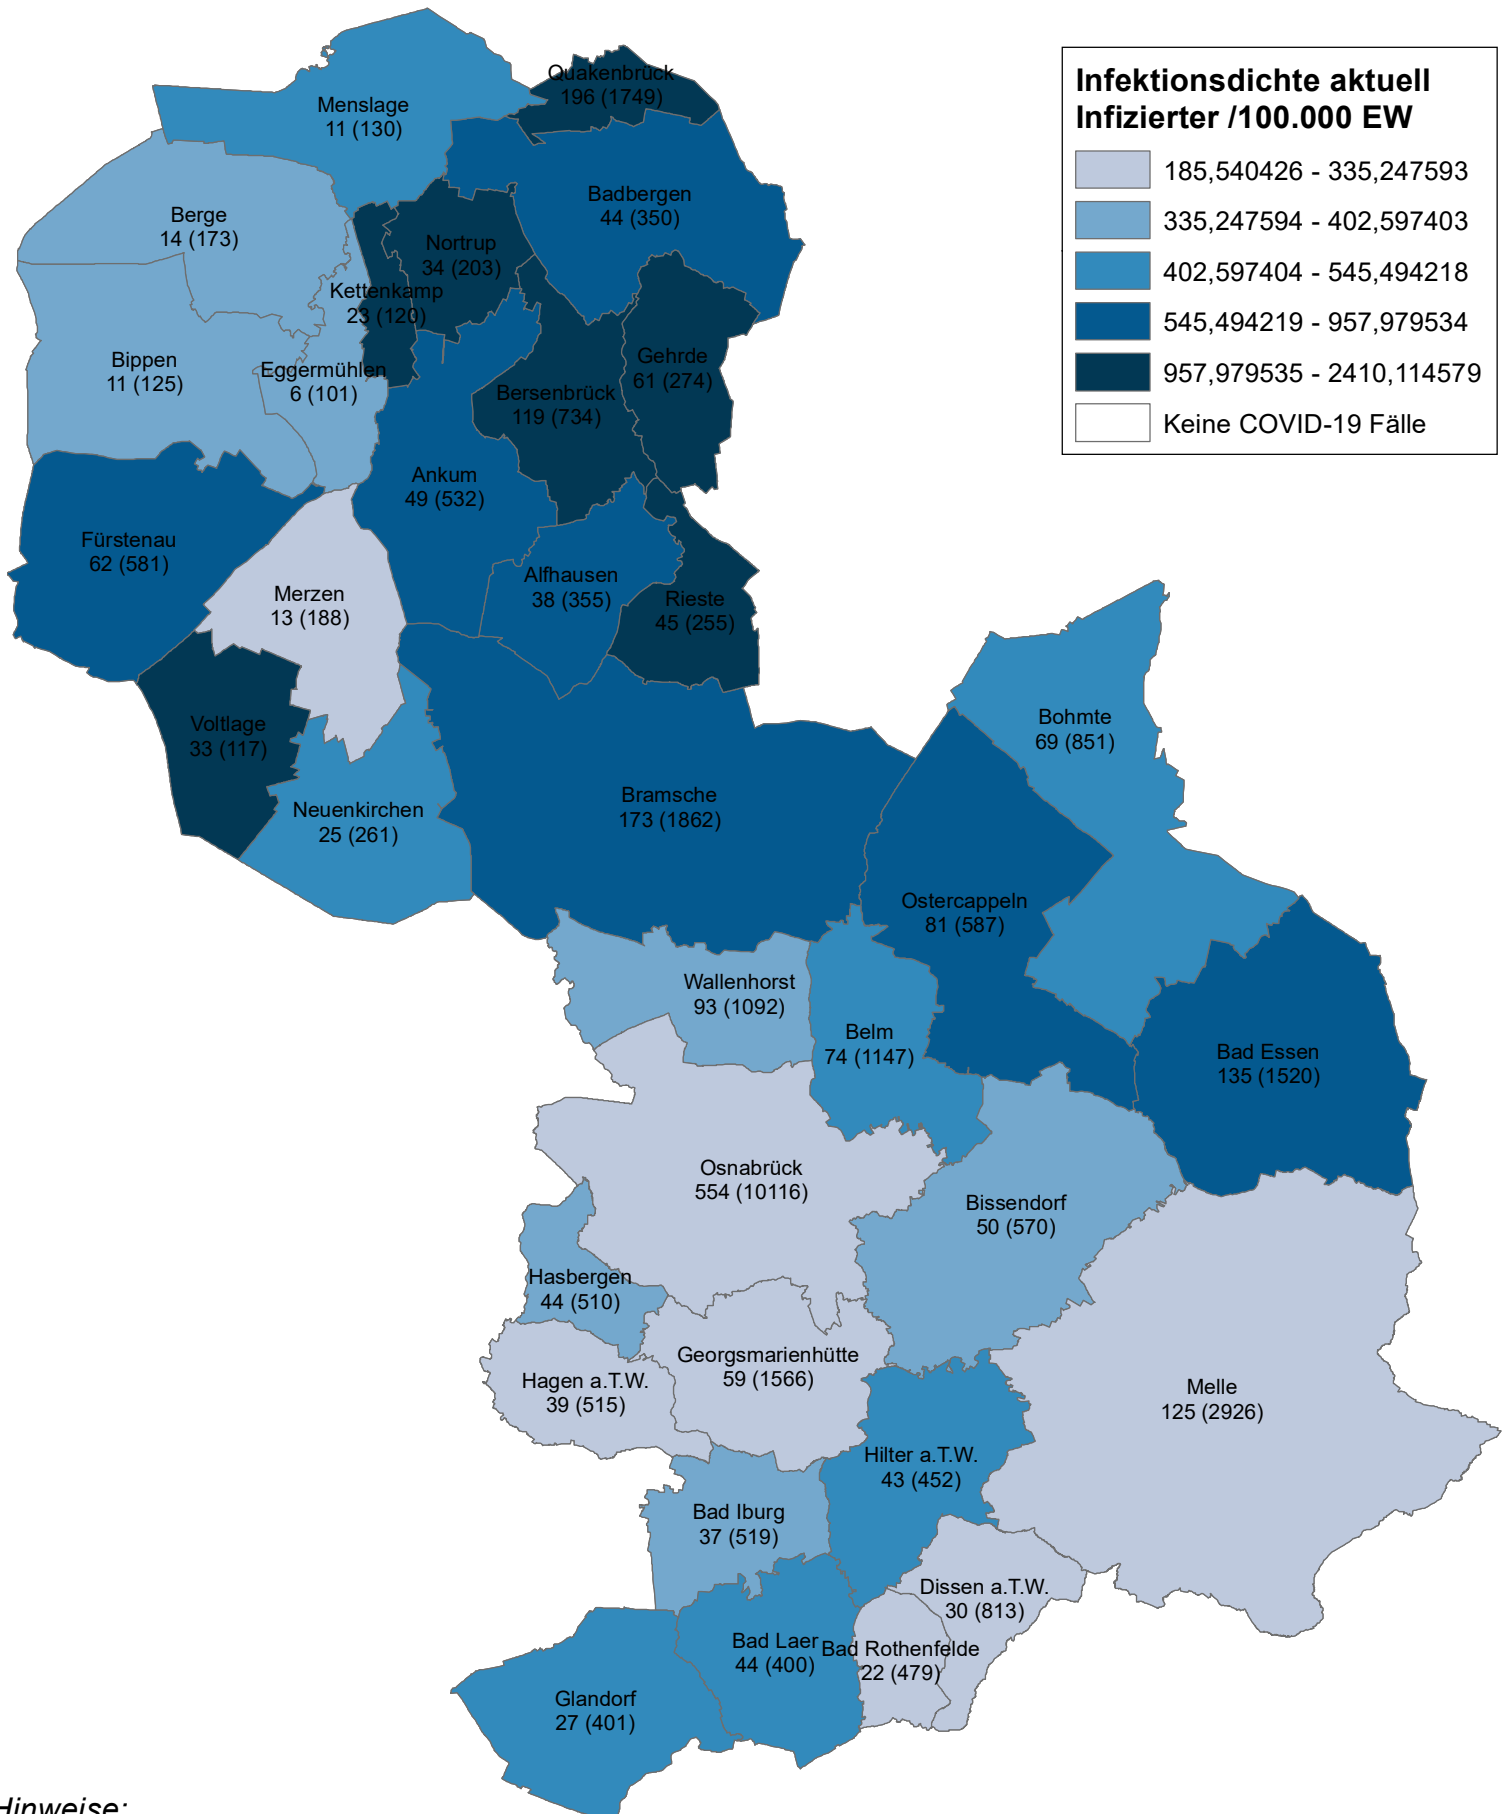 Infektionsdichte aktuell
Infizierter /100.000 EW
185,540426 - 335,247593
335,247594 - 402,597403
402,597404 - 545,494218
545,494219 - 957,979534
957,979535 - 2410,114579
Keine COVID-19 Fälle
Quakenbrück
196 (1749)
Menslage
11 (130)
Badbergen
44 (350)
Berge
14 (173)
Nortrup
34 (203)
Kettenkamp
23 (120)
Gehrde
61 (274)
Bippen
11 (125)
Eggermühlen
6 (101)
Bersenbrück
119 (734)
Ankum
49 (532)
Fürstenau
62 (581)
Alfhausen
38 (355)
Merzen
13 (188)
Rieste
45 (255)
Voltlage
33 (117)
Bohmte
69 (851)
Bramsche
173 (1862)
Neuenkirchen
25 (261)
Ostercappeln
81 (587)
Wallenhorst
93 (1092)
Belm
74 (1147)
Bad Essen
135 (1520)
Osnabrück
554 (10116)
Bissendorf
50 (570)
Hasbergen
44 (510)
Georgsmarienhütte
59 (1566)
Hagen a.T.W.
39 (515)
Melle
125 (2926)
Hilter a.T.W.
43 (452)
Bad Iburg
37 (519)
Dissen a.T.W.
30 (813)
Bad Laer
44 (400)
Bad Rothenfelde
22 (479)
Glandorf
27 (401)
Hinweise: